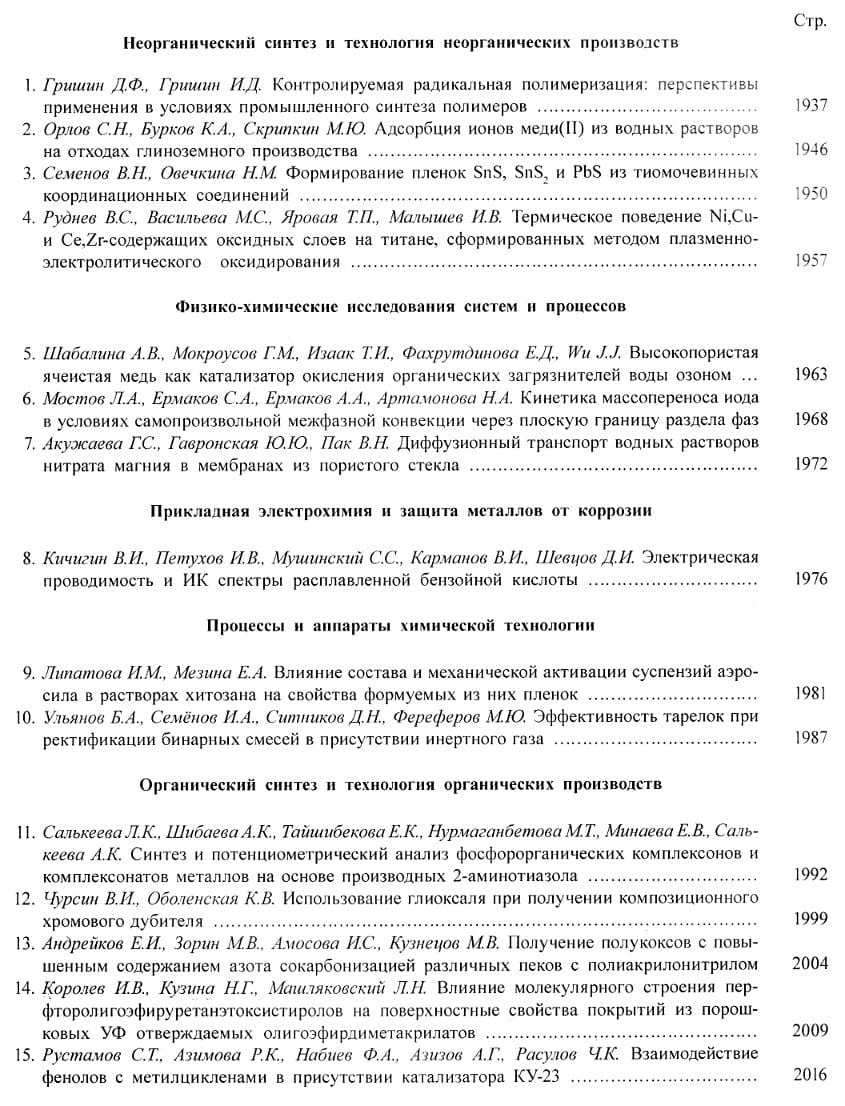 Стр.
Неорганический синтез и технология неорганических производств
1. Гришин Д.Ф., Гришин И.Д. Контролируемая радикальная полимеризация: перспективы
применения в условиях промышленного синтеза полимеров ........................................ 1937
2. Орлов С.Н., Бурков К.А., Скрипкин М.Ю. Адсорбция ионов меди(II) из водных растворов
на отходах глиноземного производства ........................................ 1946
3. Семенов В.Н., Овечкина Н.М. Формирование пленок SnS, SnS₂ и PbS из тиомочевинных
координационных соединений ........................................ 1950
4. Руднев В.С., Васильева М.С., Яровая Т.П., Малышев И.В. Термическое поведение Ni,Cu-
и Ce,Zr-содержащих оксидных слоев на титане, сформированных методом плазменно-
электролитического оксидирования ........................................ 1957
Физико-химические исследования систем и процессов
5. Шабалина А.В., Мокроусов Г.М., Изаак Т.И., Фахрутдинова Е.Д., Wu J.J. Высокопористая
ячеистая медь как катализатор окисления органических загрязнителей воды озоном ... 1963
6. Мостов Л.А., Ермаков С.А., Ермаков А.А., Артамонова Н.А. Кинетика массопереноса иода
в условиях самопроизвольной межфазной конвекции через плоскую границу раздела фаз 1968
7. Акужаева Г.С., Гавронская Ю.Ю., Пак В.Н. Диффузионный транспорт водных растворов
нитрата магния в мембранах из пористого стекла ........................................ 1972
Прикладная электрохимия и защита металлов от коррозии
8. Кичигин В.И., Петухов И.В., Мушинский С.С., Карманов В.И., Шевцов Д.И. Электрическая
проводимость и ИК спектры расплавленной бензойной кислоты ............................. 1976
Процессы и аппараты химической технологии
9. Липатова И.М., Мезина Е.А. Влияние состава и механической активации суспензий аэро-
сила в растворах хитозана на свойства формуемых из них пленок ............................. 1981
10. Ульянов Б.А., Семёнов И.А., Ситников Д.Н., Фереферов М.Ю. Эффективность тарелок при
ректификации бинарных смесей в присутствии инертного газа ................................... 1987
Органический синтез и технология органических производств
11. Салькеева Л.К., Шибаева А.К., Тайшибекова Е.К., Нурмаганбетова М.Т., Минаева Е.В., Саль-
кеева А.К. Синтез и потенциометрический анализ фосфорорганических комплексонов и
комплексонатов металлов на основе производных 2-аминотиазола ............................. 1992
12. Чурсин В.И., Оболенская К.В. Использование глиоксаля при получении композиционного
хромового дубителя ........................................ 1999
13. Андрейков Е.И., Зорин М.В., Амосова И.С., Кузнецов М.В. Получение полукоксов с повы-
шенным содержанием азота сокарбонизацией различных пеков с полиакрилонитрилом 2004
14. Королев И.В., Кузина Н.Г., Машляковский Л.Н. Влияние молекулярного строения пер-
фторолигоэфируретанэтоксистиролов на поверхностные свойства покрытий из порош-
ковых УФ отверждаемых олигоэфирдиметакрилатов ........................................ 2009
15. Рустамов С.Т., Азимова Р.К., Набиев Ф.А., Азизов А.Г., Расулов Ч.К. Взаимодействие
фенолов с метилцикленами в присутствии катализатора КУ-23 ................................ 2016